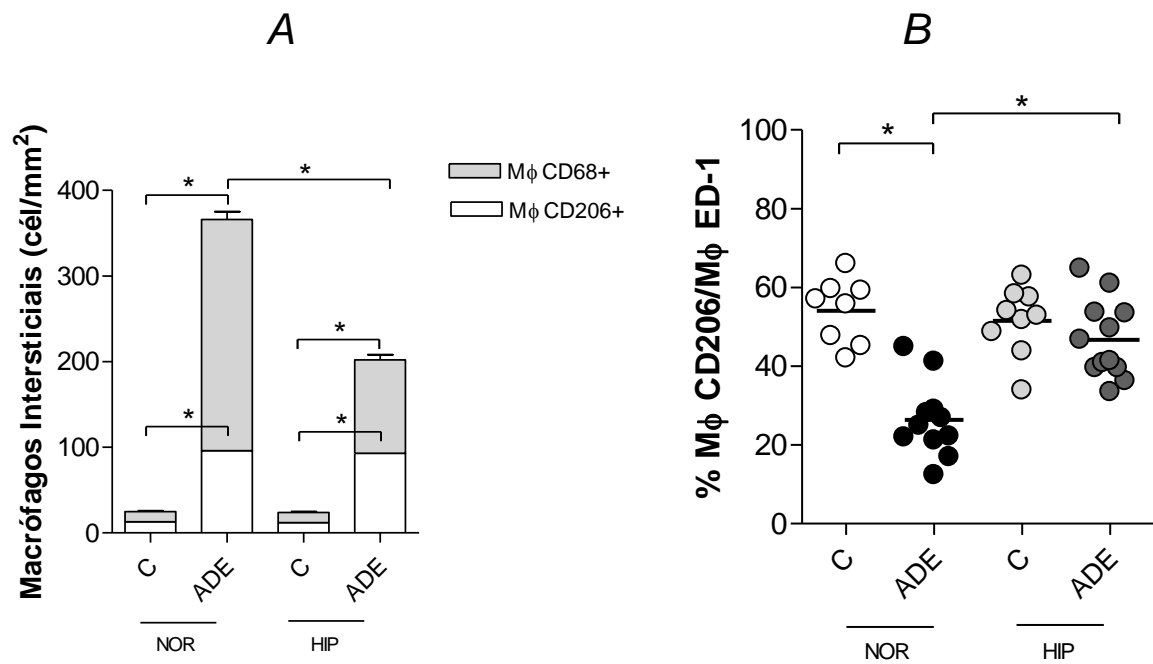 A
Macrófagos Intersticiais (cél/mm²)
400
300
200
100
0
*
*
*
*
*
C
ADE
C
ADE
NOR
HIP
Mϕ CD68+
Mϕ CD206+
B
% Mϕ CD206/Mϕ ED-1
100
80
60
40
20
0
*
*
C
ADE
C
ADE
NOR
HIP